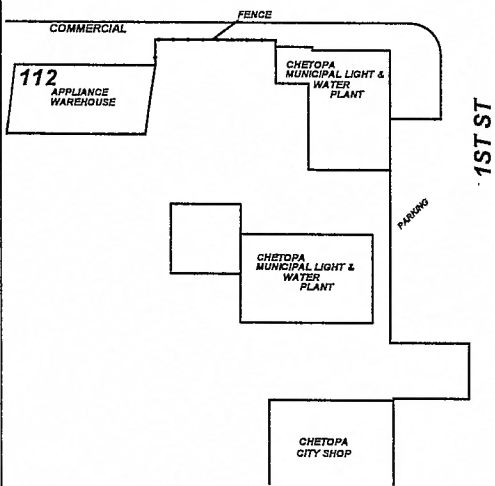 FENCE
COMMERCIAL
112
APPLIANCE
WAREHOUSE
CHETOPA
MUNICIPAL LIGHT &
WATER
PLANT
1ST ST
PARKING
CHETOPA
MUNICIPAL LIGHT &
WATER
PLANT
CHETOPA
CITY SHOP